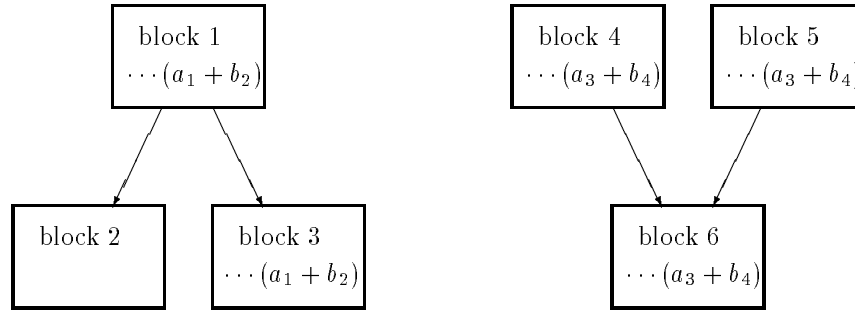 block 1
⋯(a₁ + b₂)
block 2
block 3
⋯(a₁ + b₂)
block 4
⋯(a₃ + b₄)
block 5
⋯(a₃ + b₄)
block 6
⋯(a₃ + b₄)